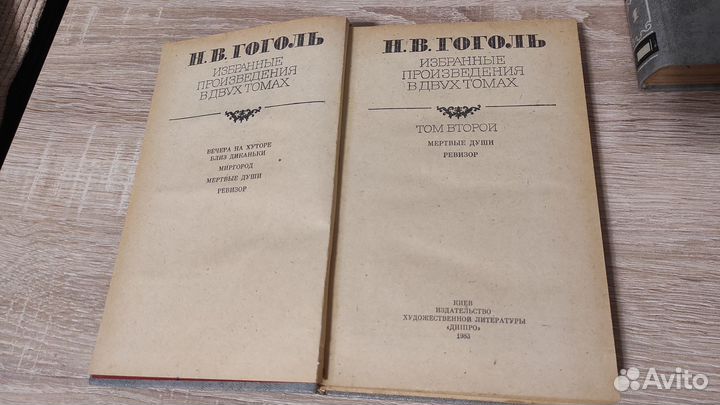 Н. В. ГОГОЛЬ
ИЗБРАННЫЕ
ПРОИЗВЕДЕНИЯ
В ДВУХ ТОМАХ
ВЕЧЕРА НА ХУТОРЕ
БЛИЗ ДИКАНЬКИ
МИРГОРОД
МЕРТВЫЕ ДУШИ
РЕВИЗОР
Н. В. ГОГОЛЬ
ИЗБРАННЫЕ
ПРОИЗВЕДЕНИЯ
В ДВУХ ТОМАХ
ТОМ ВТОРОЙ
МЕРТВЫЕ ДУШИ
РЕВИЗОР
КИЕВ
ИЗДАТЕЛЬСТВО
ХУДОЖЕСТВЕННОЙ ЛИТЕРАТУРЫ
«ДНІПРО»
Avito